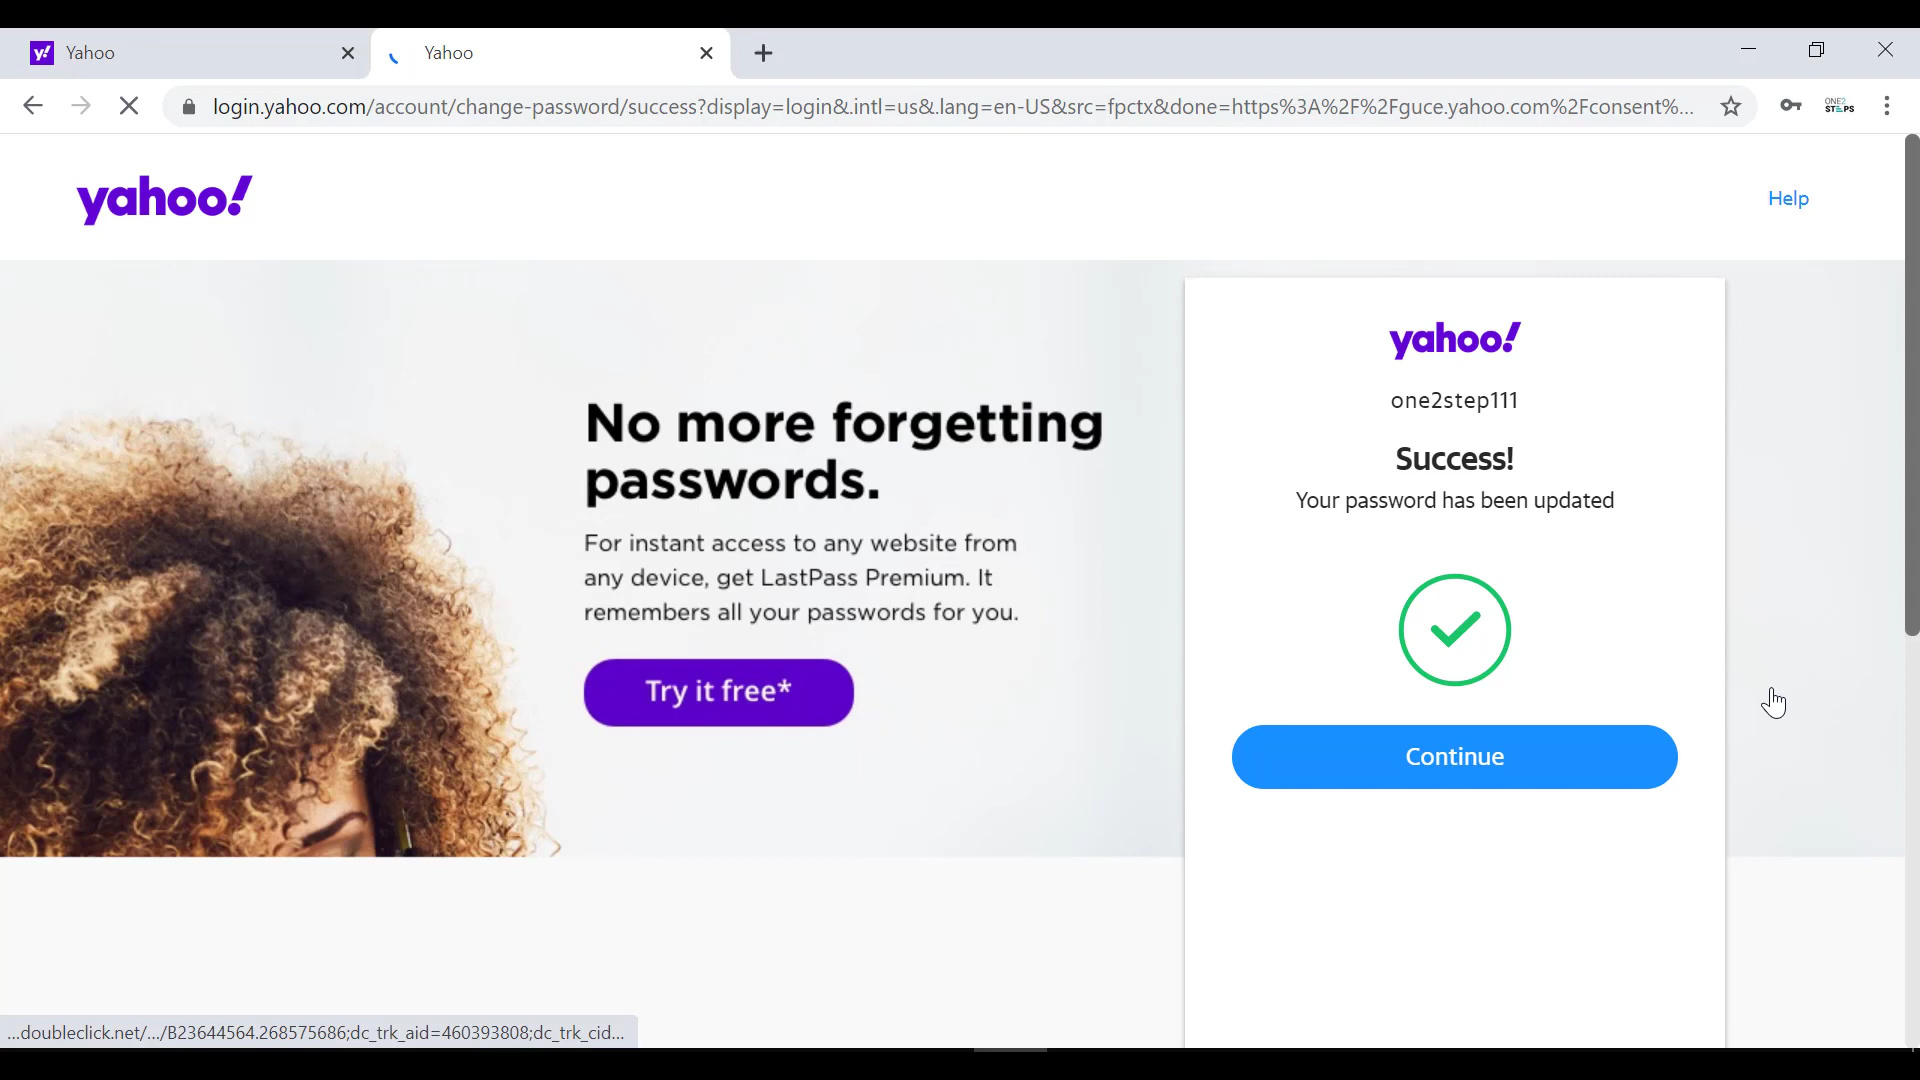 y! Yahoo
Yahoo
login.yahoo.com/account/change-password/success?display=login&.intl=us&.lang=en-US&src=fpctx&done=https%3A%2F%2Fguce.yahoo.com%2Fconsent%...
ONE2
STEPS
yahoo!
Help
No more forgetting
passwords.
For instant access to any website from
any device, get LastPass Premium. It
remembers all your passwords for you.
Try it free*
yahoo!
one2step111
Success!
Your password has been updated
Continue
...doubleclick.net/.../B23644564.268575686;dc_trk_aid=460393808;dc_trk_cid...